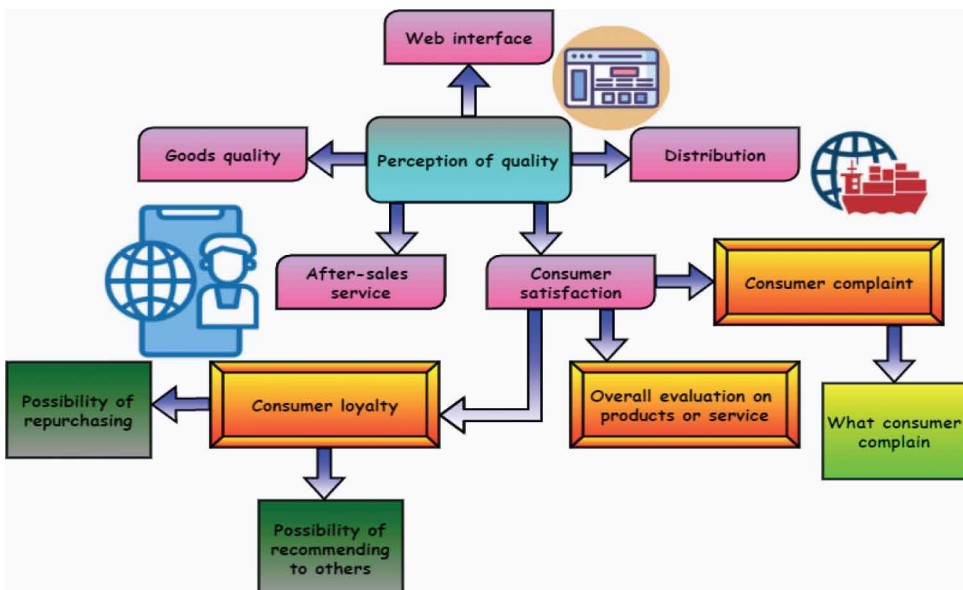 Web interface
Goods quality
Perception of quality
Distribution
After-sales
service
Consumer
satisfaction
Consumer complaint
Possibility of
repurchasing
Consumer loyalty
Overall evaluation on
products or service
What consumer
complain
Possibility of
recommending
to others